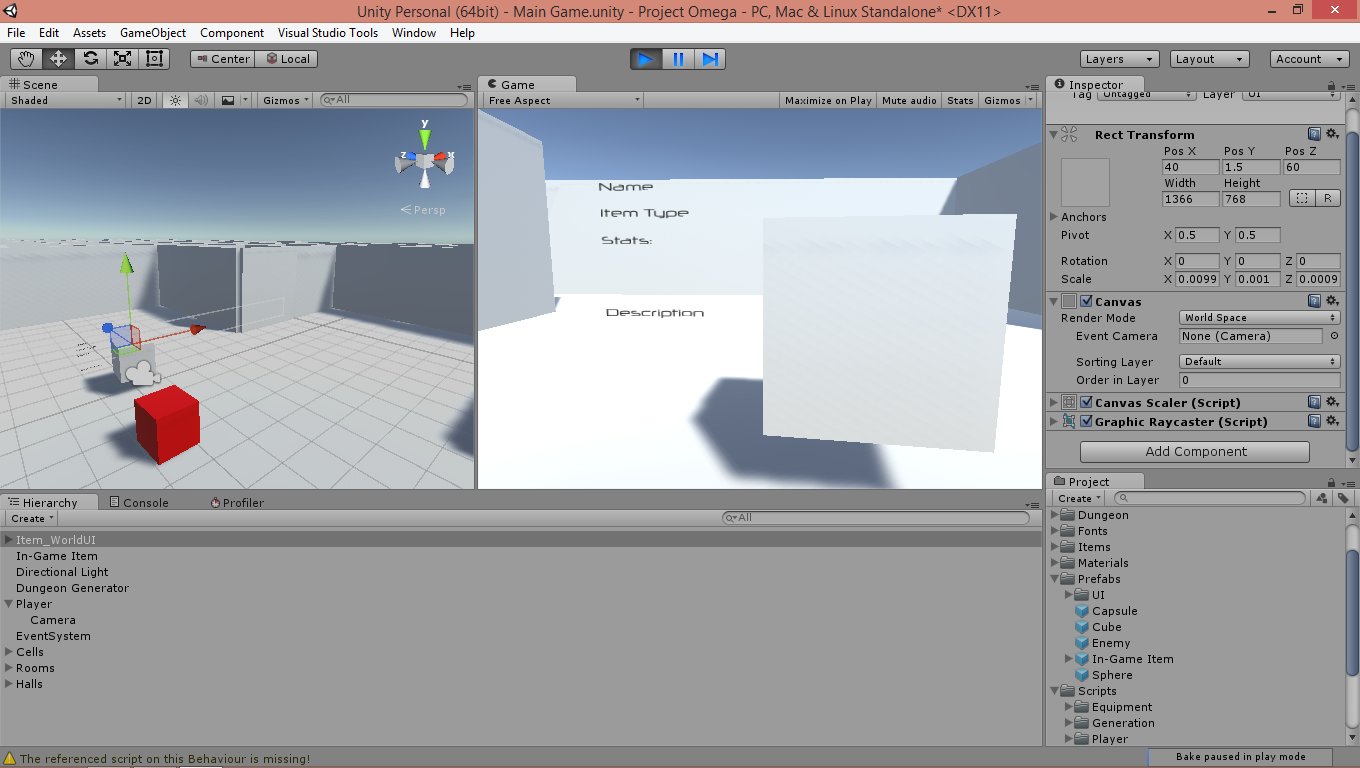 Unity Personal (64bit) - Main Game.unity - Project Omega - PC, Mac & Linux Standalone* <DX11>
File Edit Assets GameObject Component Visual Studio Tools Window Help
Center Local Layers Layout Account
Scene Game Inspector
Shaded 2D Gizmos All Free Aspect Maximize on Play Mute audio Stats Gizmos
Tag Untagged Layer UI
y
z x
Persp
Name
Item Type
Stats:
Description
Rect Transform
Pos X Pos Y Pos Z
40 1.5 60
Width Height
1366 768 R
Anchors
Pivot X 0.5 Y 0.5
Rotation X 0 Y 0 Z 0
Scale X 0.0099 Y 0.001 Z 0.0009
Canvas
Render Mode World Space
Event Camera None (Camera)
Sorting Layer Default
Order in Layer 0
Canvas Scaler (Script)
Graphic Raycaster (Script)
Add Component
Hierarchy Console Profiler
Create All
Item_WorldUI
In-Game Item
Directional Light
Dungeon Generator
Player
Camera
EventSystem
Cells
Rooms
Halls
Project
Create
Dungeon
Fonts
Items
Materials
Prefabs
UI
Capsule
Cube
Enemy
In-Game Item
Sphere
Scripts
Equipment
Generation
Player
The referenced script on this Behaviour is missing!
Bake paused in play mode